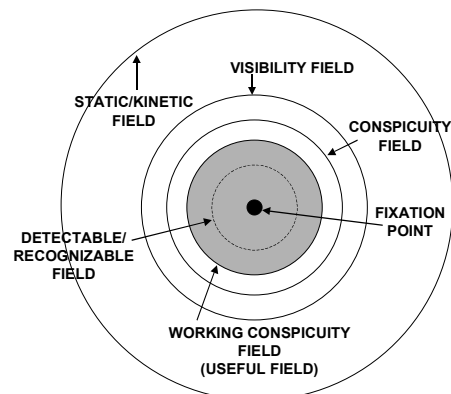 VISIBILITY FIELD
STATIC/KINETIC
FIELD
CONSPICUITY
FIELD
FIXATION
POINT
DETECTABLE/
RECOGNIZABLE
FIELD
WORKING CONSPICUITY
FIELD
(USEFUL FIELD)